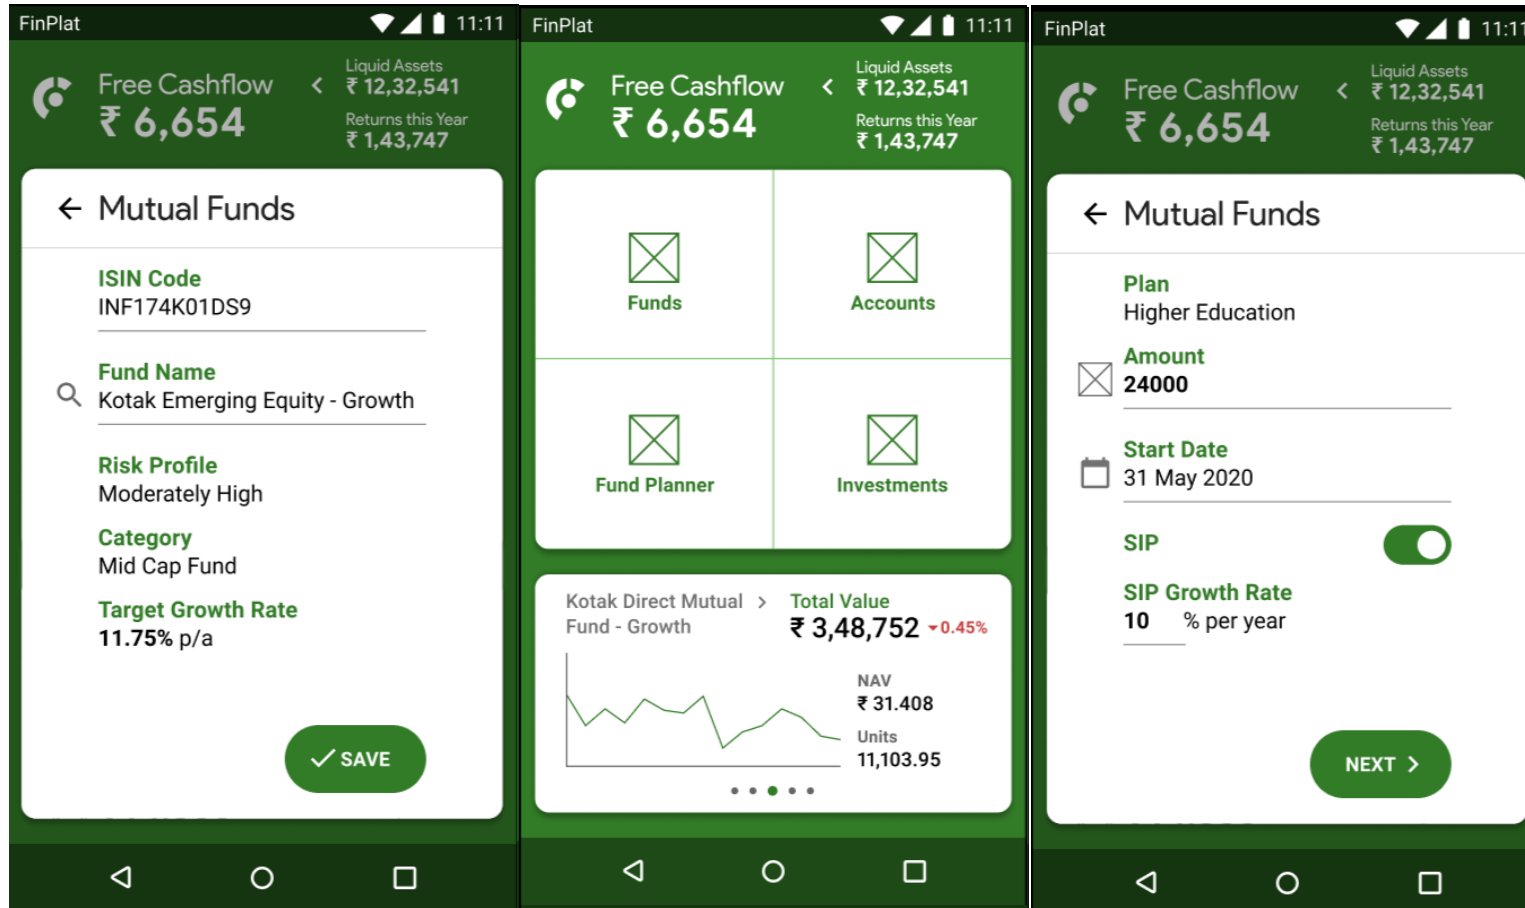 FinPlat
11:11
Free Cashflow
₹ 6,654
Liquid Assets
₹ 12,32,541
Returns this Year
₹ 1,43,747
Mutual Funds
ISIN Code
INF174K01DS9
Fund Name
Kotak Emerging Equity - Growth
Risk Profile
Moderately High
Category
Mid Cap Fund
Target Growth Rate
11.75% p/a
SAVE
FinPlat
11:11
Free Cashflow
₹ 6,654
Liquid Assets
₹ 12,32,541
Returns this Year
₹ 1,43,747
Funds
Accounts
Fund Planner
Investments
Kotak Direct Mutual
Fund - Growth
Total Value
₹ 3,48,752 0.45%
NAV
₹ 31.408
Units
11,103.95
FinPlat
11:11
Free Cashflow
₹ 6,654
Liquid Assets
₹ 12,32,541
Returns this Year
₹ 1,43,747
Mutual Funds
Plan
Higher Education
Amount
24000
Start Date
31 May 2020
SIP
SIP Growth Rate
10 % per year
NEXT